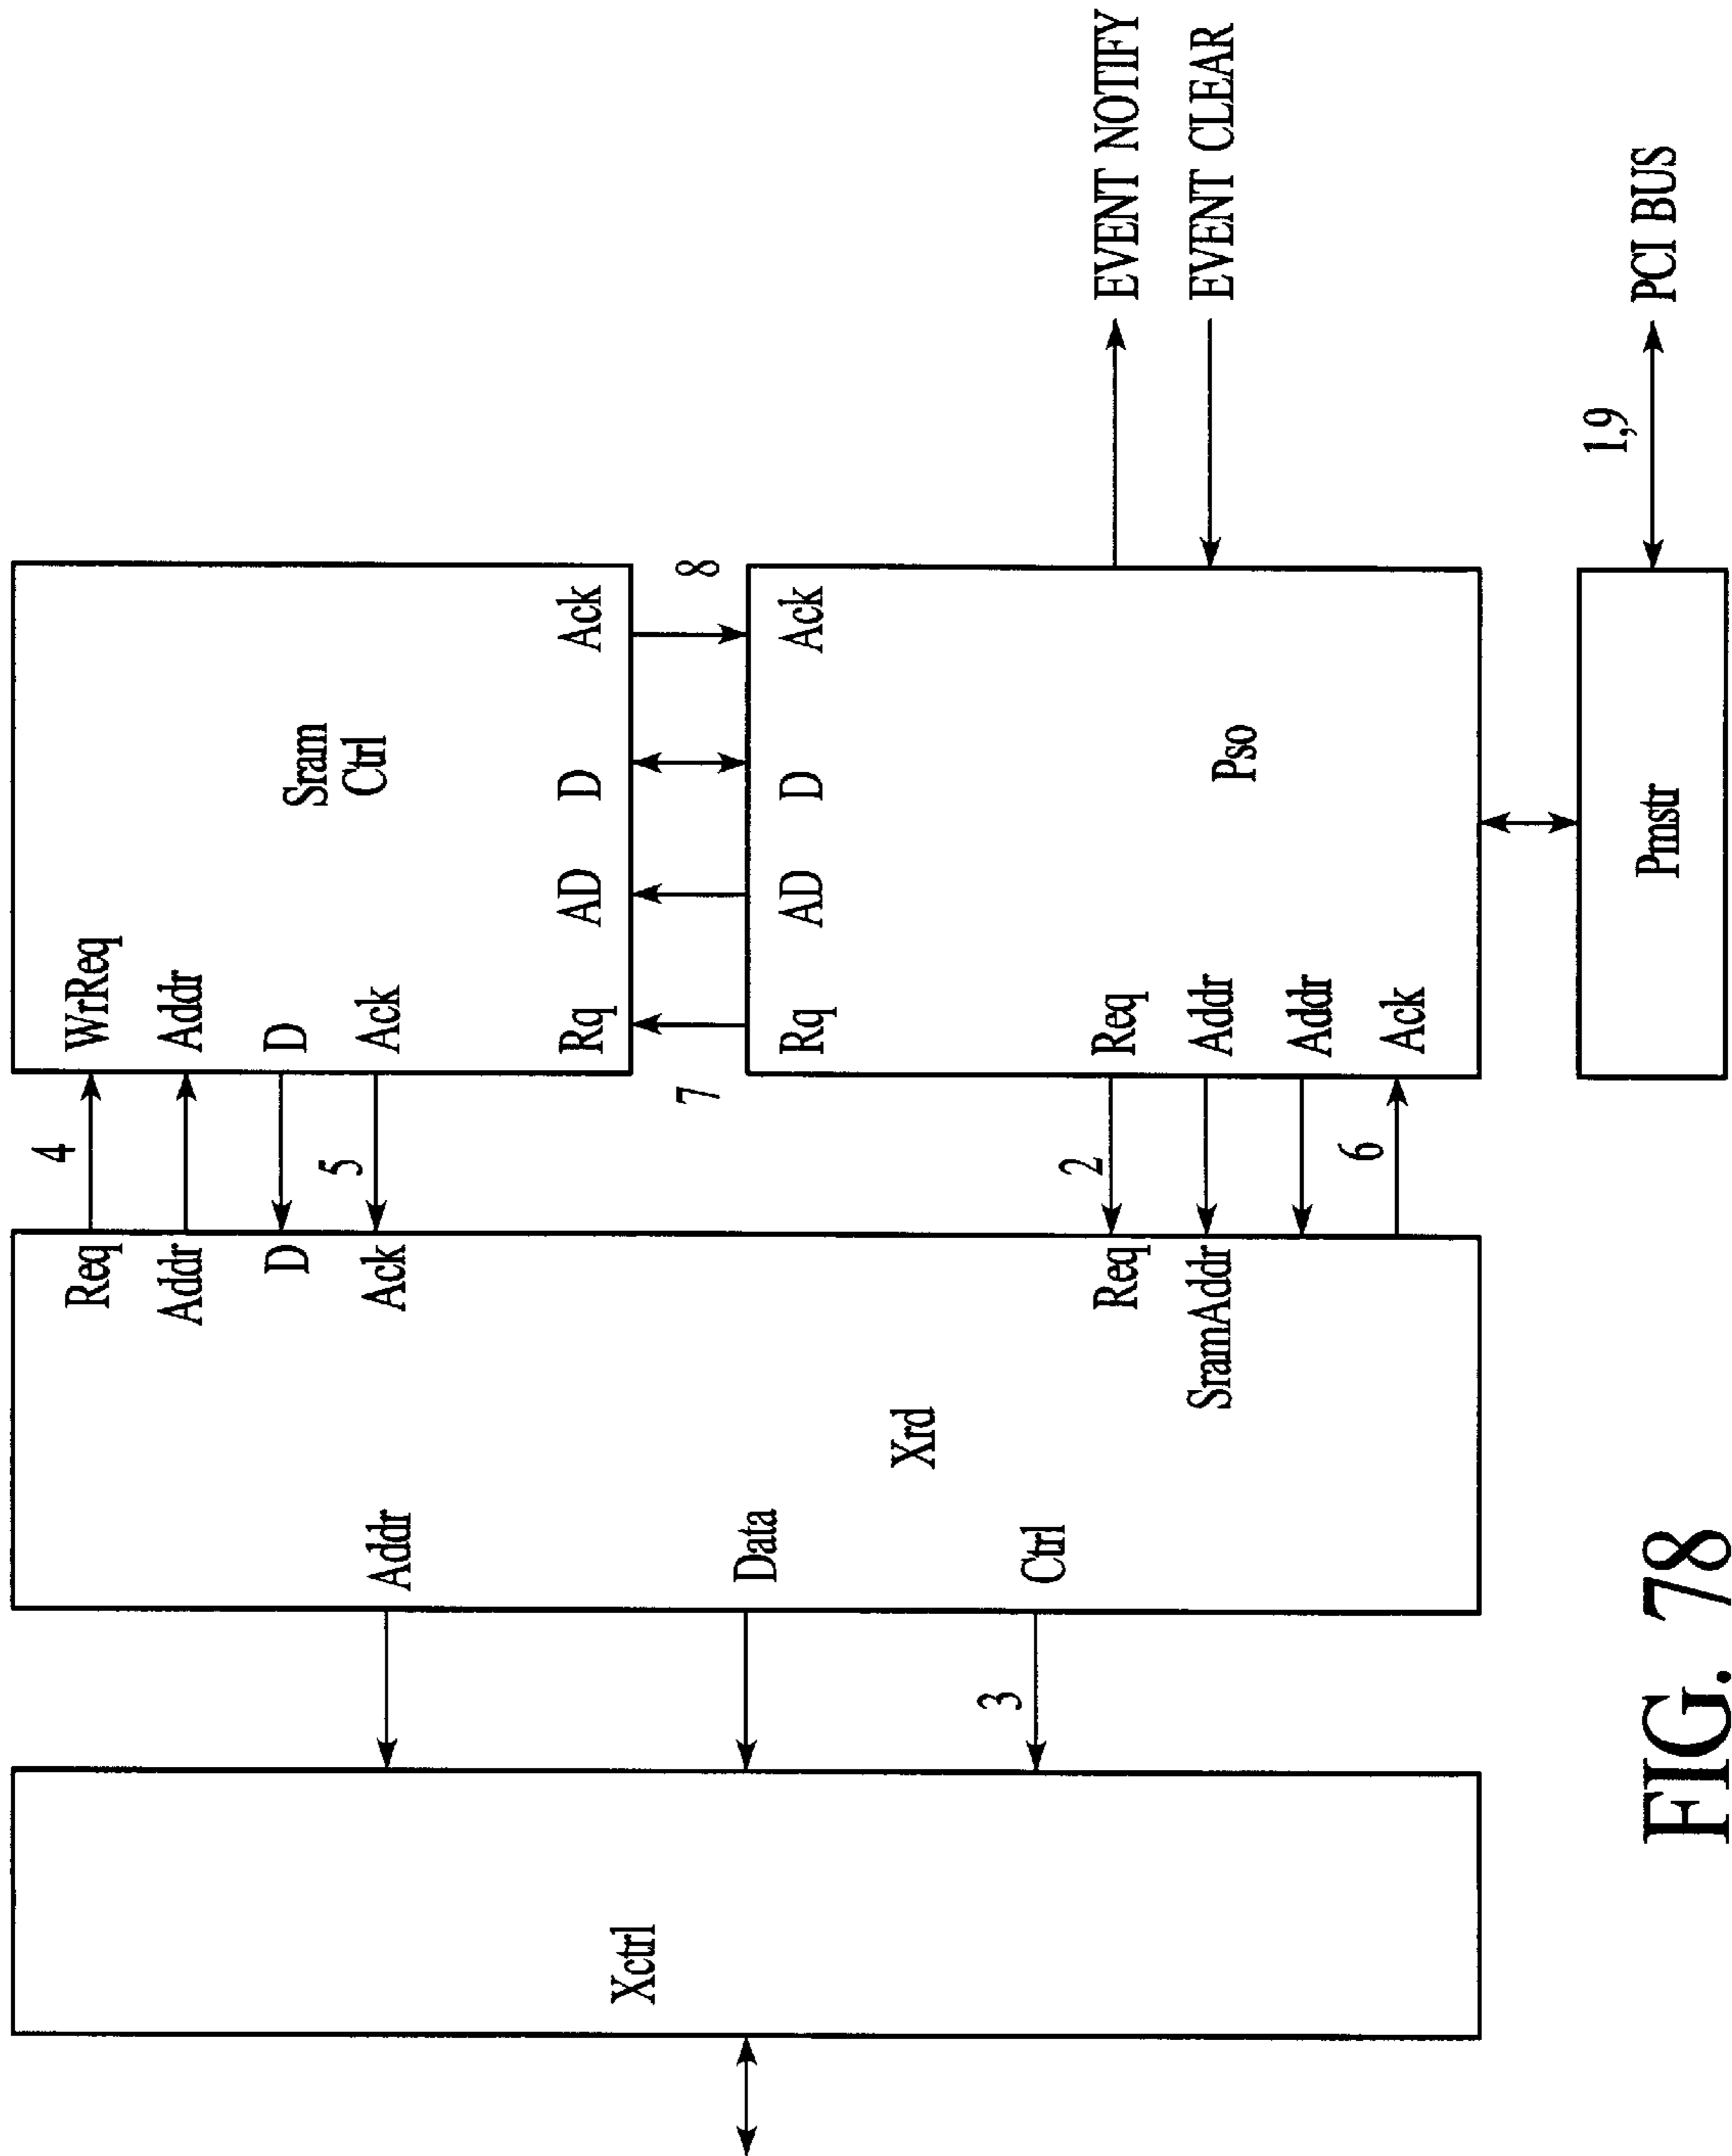 4
Req WrReq
Addr Addr
D D
Sram
Ctrl
5
Addr Ack Ack
Rq AD D Ack
Xctrl
7 8
Data
Rq AD D Ack
Xrd
3
Ctrl
2
Req Req EVENT NOTIFY
SramAddr Addr EVENT CLEAR
Pso
Addr
6
Ack
1,9
Pmstr PCI BUS
FIG. 78